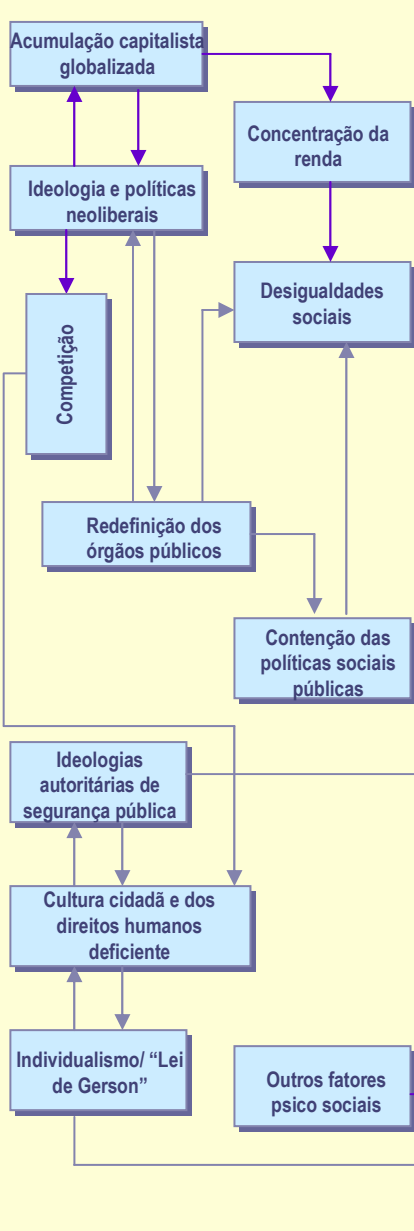 Acumulação capitalista
globalizada
Concentração da
renda
Ideologia e políticas
neoliberais
Desigualdades
sociais
Competição
Redefinição dos
órgãos públicos
Contenção das
políticas sociais
públicas
Ideologias
autoritárias de
segurança pública
Cultura cidadã e dos
direitos humanos
deficiente
Individualismo/ “Lei
de Gerson”
Outros fatores
psico sociais